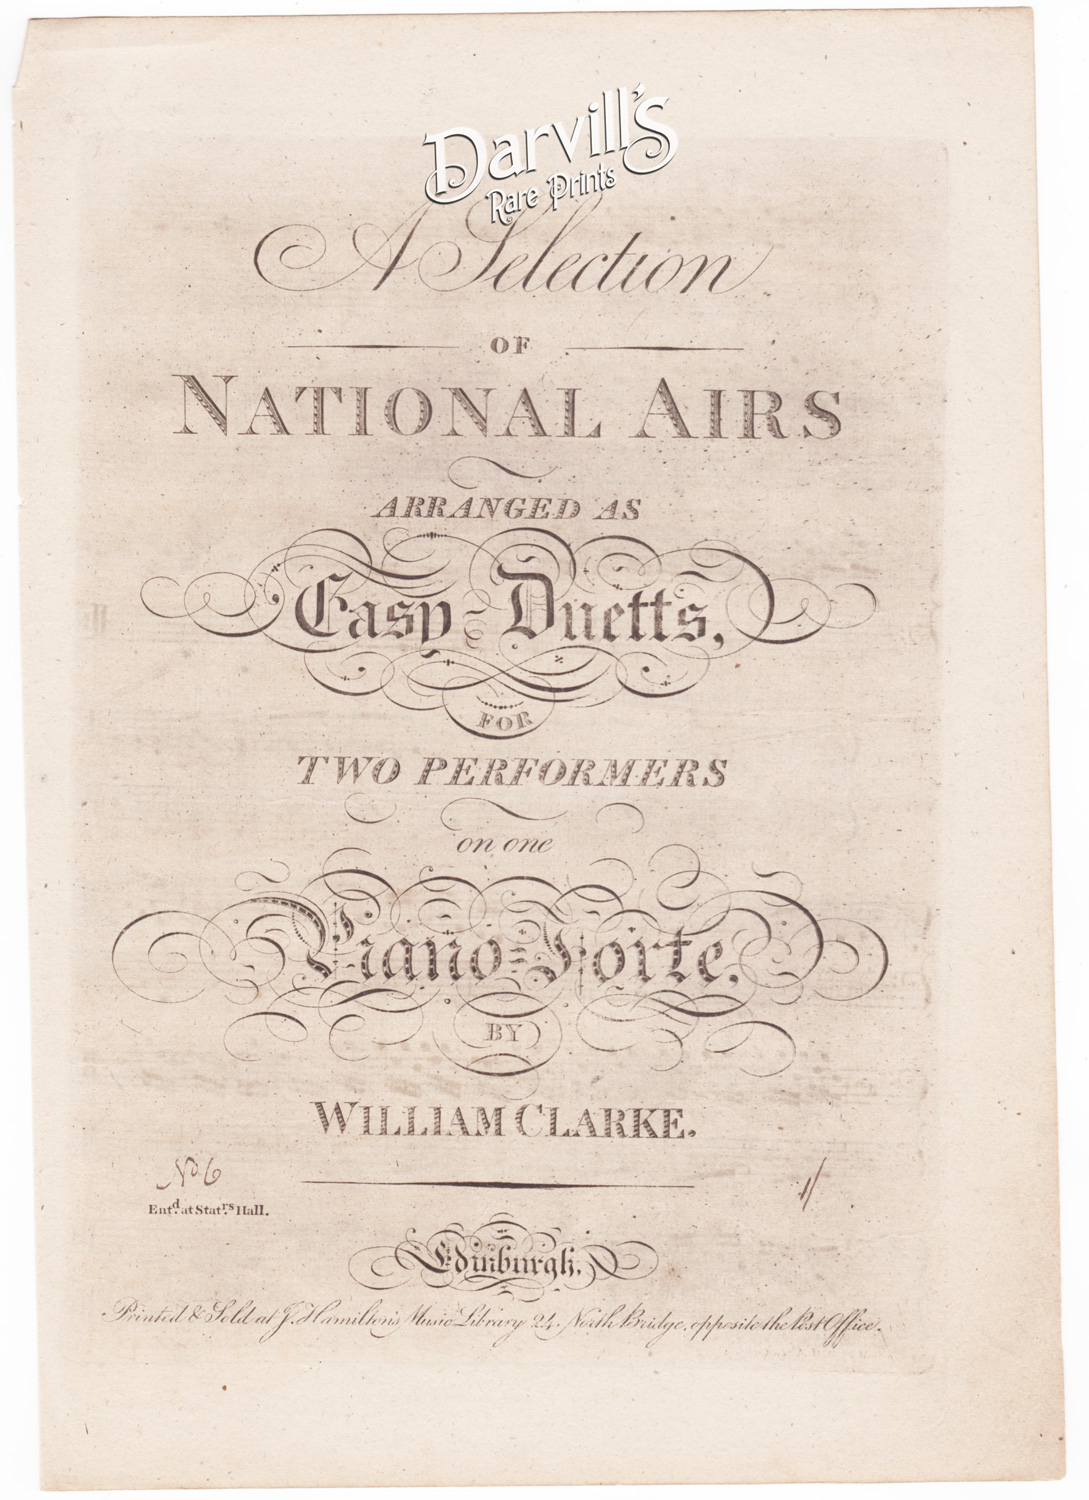 Darvill's
Rare Prints
A Selection
OF
NATIONAL AIRS
ARRANGED AS
Easy = Duetts,
FOR
TWO PERFORMERS
on one
Piano = Forte,
BY
WILLIAM CLARKE.
No. 6
Entd. at Statrs. Hall.
Edinburgh.
Printed & Sold at J. Hamilton's Music Library 24. North Bridge, opposite the Post Office.